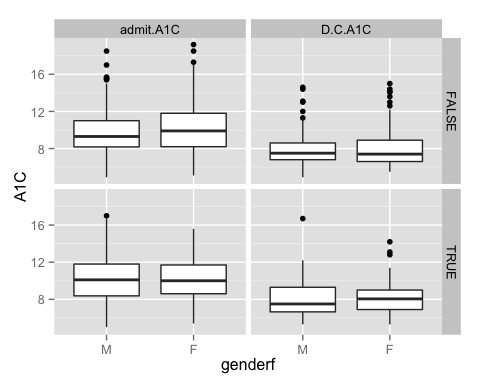 admit.A1C D.C.A1C
16
12
8
FALSE
A1C
16
12
8
TRUE
M F M F
genderf